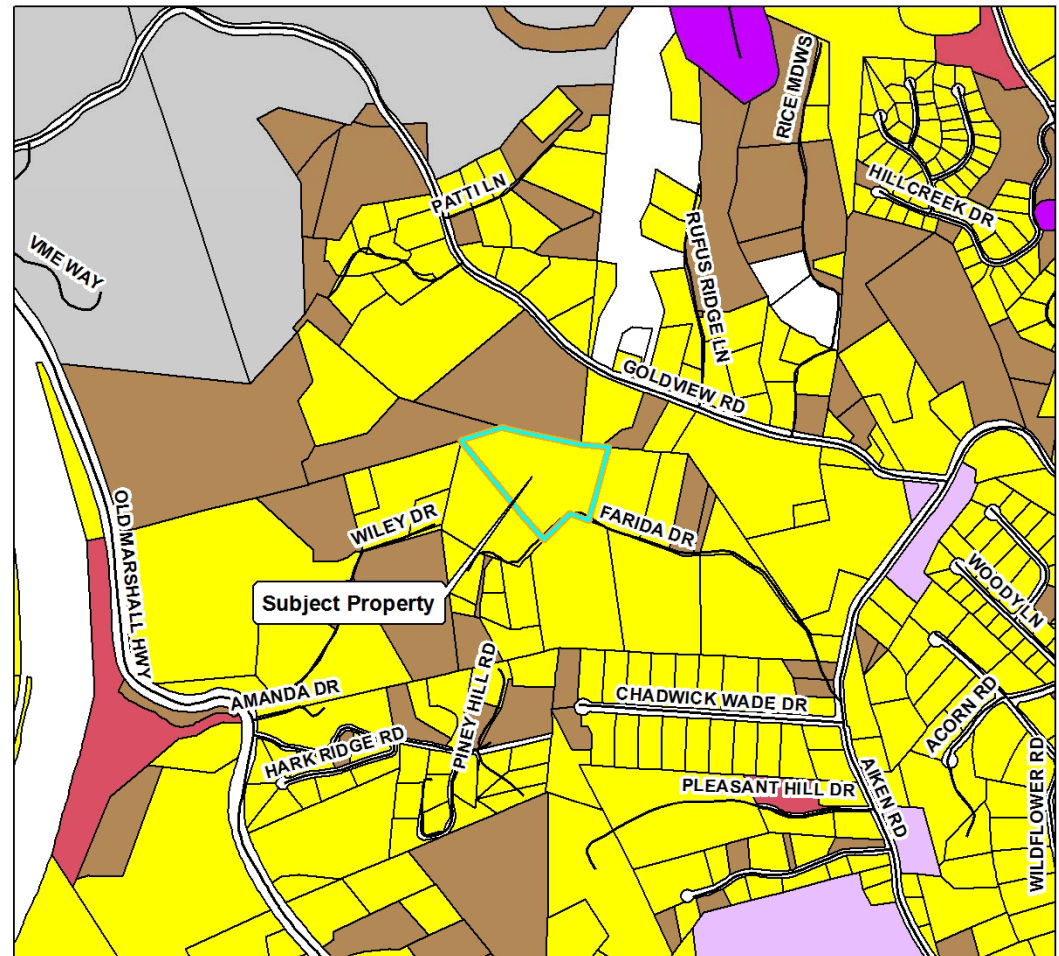 RICE MDWS
HILLCREEK DR
PATTI LN
RUFUS RIDGE LN
VME WAY
GOLDVIEW RD
OLD MARSHALL HWY
WILEY DR
FARIDA DR
WOODY LN
Subject Property
AMANDA DR
CHADWICK WADE DR
ACORN RD
PINEY HILL RD
HARK RIDGE RD
PLEASANT HILL DR
AIKEN RD
WILDFLOWER RD